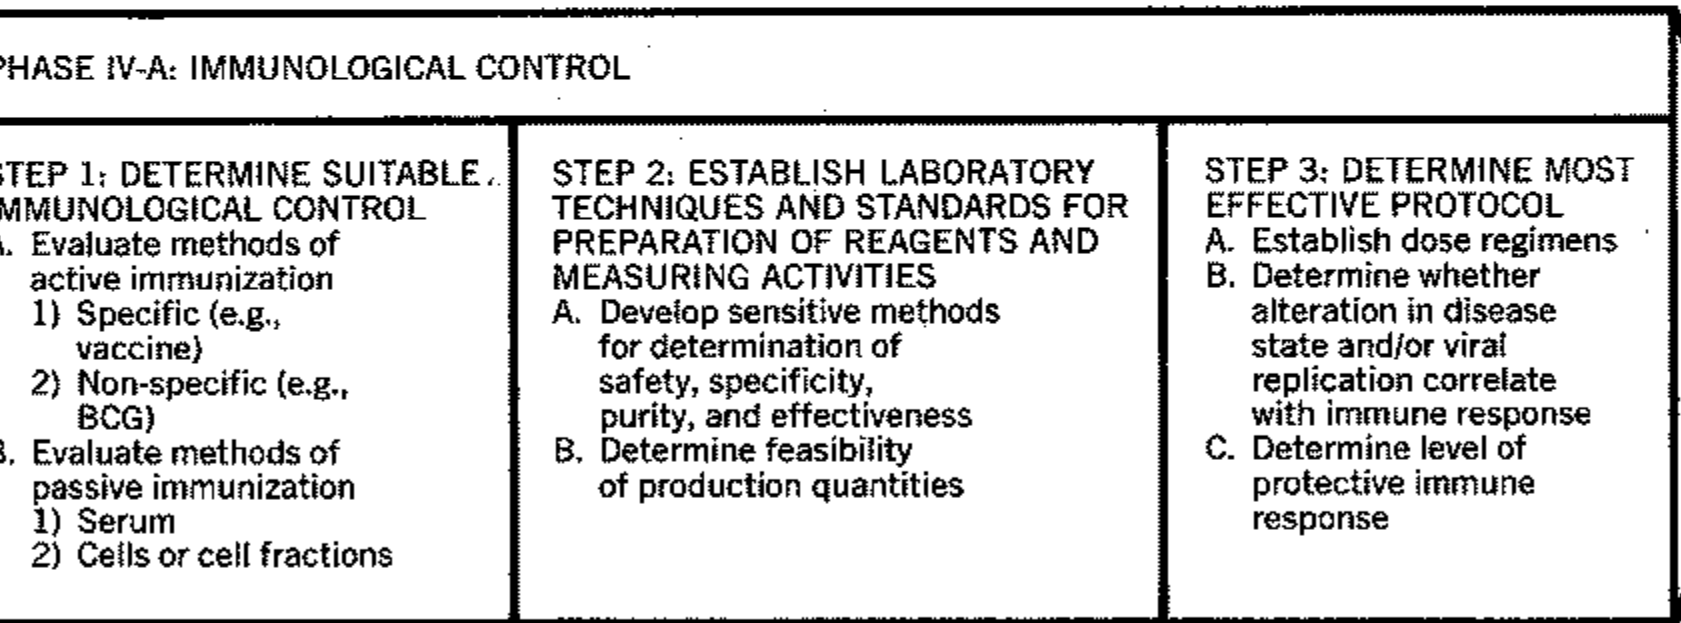 PHASE IV-A: IMMUNOLOGICAL CONTROL
STEP 1: DETERMINE SUITABLE
IMMUNOLOGICAL CONTROL
A. Evaluate methods of
active immunization
1) Specific (e.g.,
vaccine)
2) Non-specific (e.g.,
BCG)
B. Evaluate methods of
passive immunization
1) Serum
2) Cells or cell fractions
STEP 2: ESTABLISH LABORATORY
TECHNIQUES AND STANDARDS FOR
PREPARATION OF REAGENTS AND
MEASURING ACTIVITIES
A. Develop sensitive methods
for determination of
safety, specificity,
purity, and effectiveness
B. Determine feasibility
of production quantities
STEP 3: DETERMINE MOST
EFFECTIVE PROTOCOL
A. Establish dose regimens
B. Determine whether
alteration in disease
state and/or viral
replication correlate
with immune response
C. Determine level of
protective immune
response